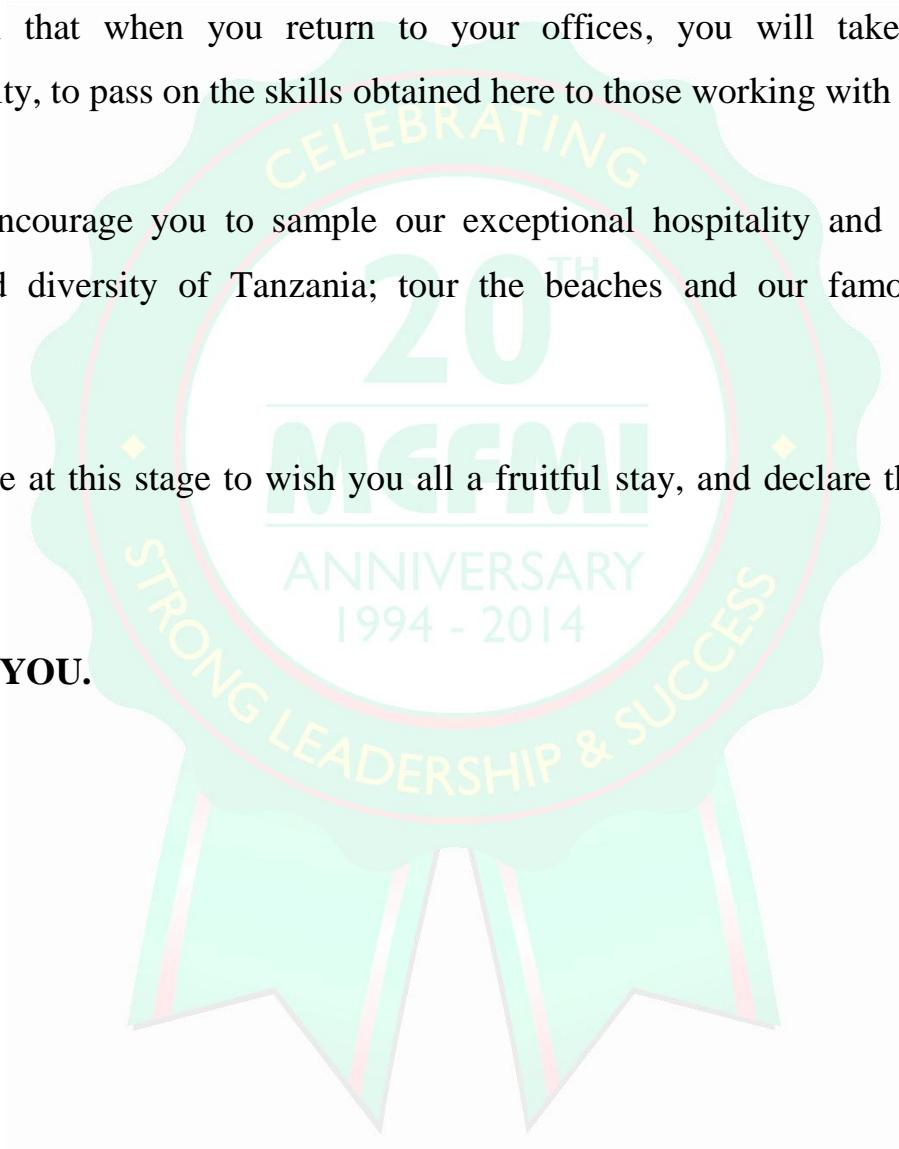 that when you return to your offices, you will take
ity, to pass on the skills obtained here to those working with
ncourage you to sample our exceptional hospitality and
d diversity of Tanzania; tour the beaches and our famo
e at this stage to wish you all a fruitful stay, and declare th
YOU.
CELEBRATING
20TH
MEFMI
ANNIVERSARY
1994 - 2014
STRONG LEADERSHIP & SUCCESS